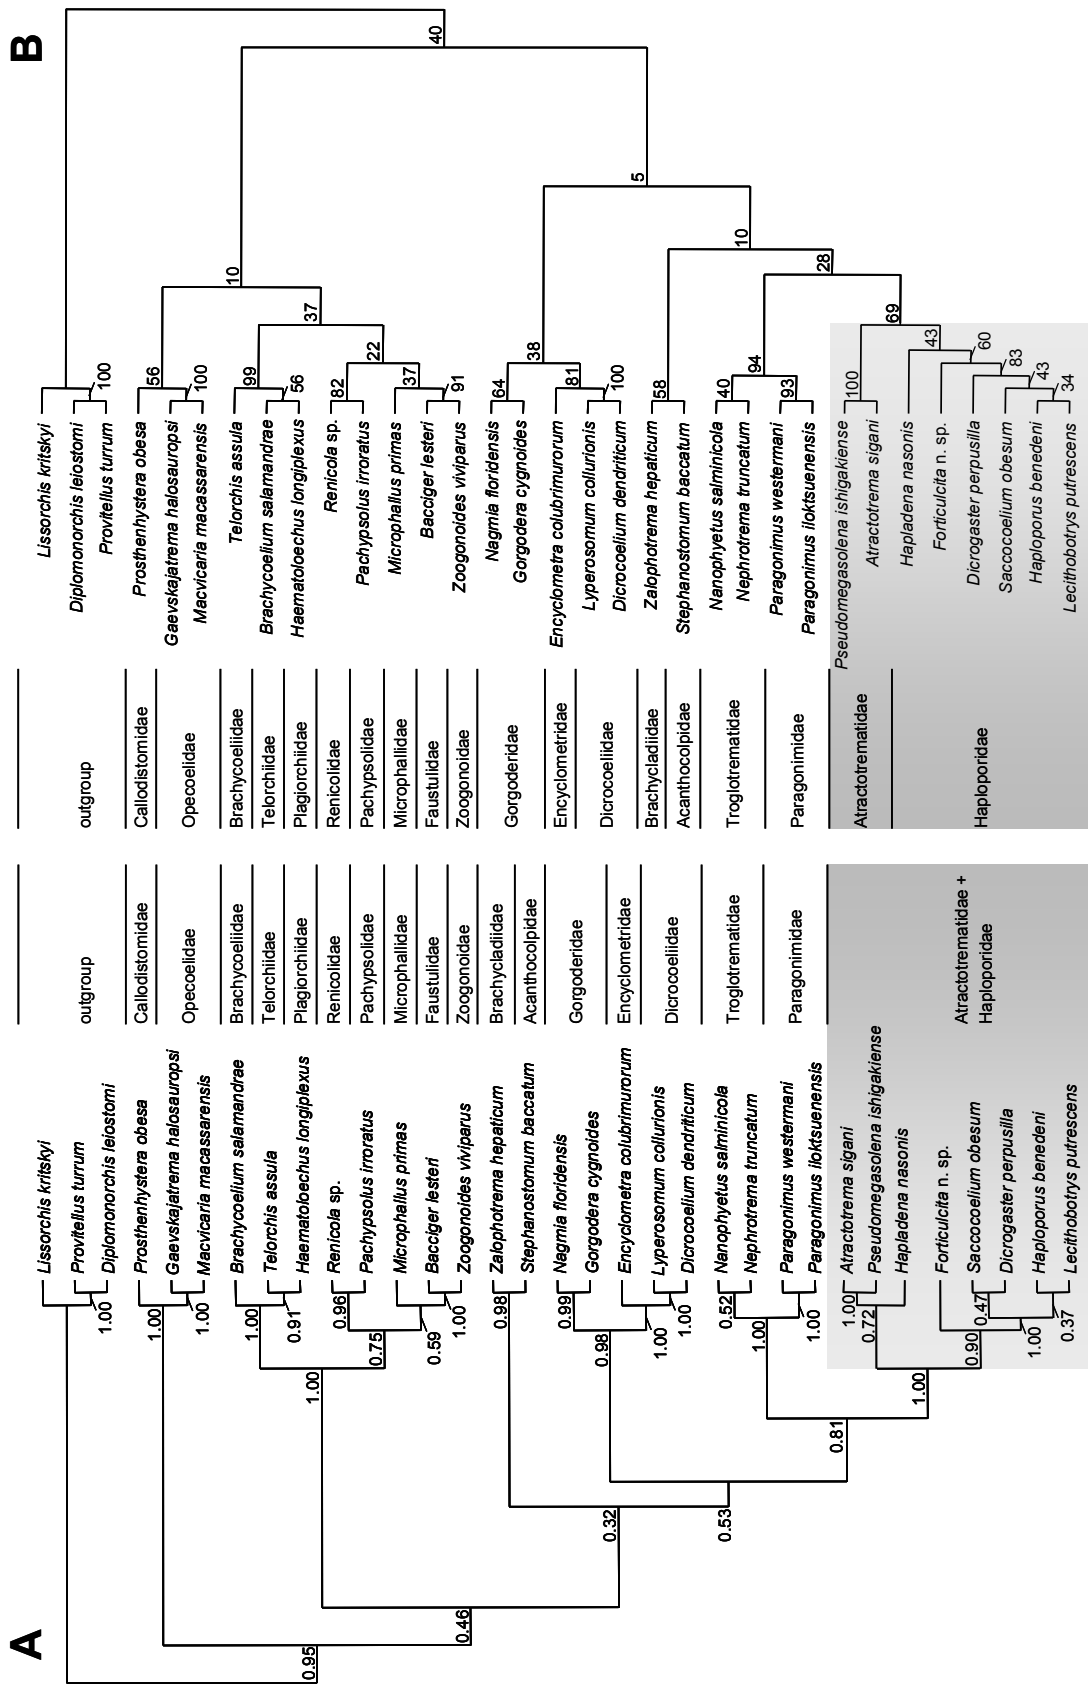 A
Lissorchis kritskyi
Provitellus turrum
Diplomonorchis leiostomi
Prosthenhystera obesa
Gaevskajatrema halosauropsi
Macvicaria macassarensis
Brachycoelium salamandrae
Telorchis assula
Haematoloechus longiplexus
Renicola sp.
Pachypsolus irroratus
Microphallus primas
Bacciger lesteri
Zoogonoides viviparus
Zalophotrema hepaticum
Stephanostomum baccatum
Nagmia floridensis
Gorgodera cygnoides
Encyclometra colubrimurorum
Lyperosomum collurionis
Dicrocoelium dendriticum
Nanophyetus salminicola
Nephrotrema truncatum
Paragonimus westermani
Paragonimus iloktsuenensis
Atractotrema sigani
Pseudomegasolena ishigakiense
Hapladena nasonis
Forticulcita n. sp.
Saccocoelium obesum
Dicrogaster perpusilla
Haploporus benedeni
Lecithobotrys putrescens
0.95
1.00
1.00
1.00
0.46
1.00
1.00
0.91
0.96
0.75
0.59
1.00
0.32
0.98
0.53
0.99
0.98
1.00
1.00
0.52
1.00
1.00
0.81
1.00
0.72
1.00
0.90
0.47
1.00
0.37
outgroup
Callodistomidae
Opecoelidae
Brachycoeliidae
Telorchiidae
Plagiorchiidae
Renicolidae
Pachypsolidae
Microphallidae
Faustulidae
Zoogonoidae
Brachycladiidae
Acanthocolpidae
Gorgoderidae
Encyclometridae
Dicrocoeliidae
Troglotrematidae
Paragonimidae
Atractotrematidae +
Haploporidae
outgroup
Callodistomidae
Opecoelidae
Brachycoeliidae
Telorchiidae
Plagiorchiidae
Renicolidae
Pachypsolidae
Microphallidae
Faustulidae
Zoogonoidae
Gorgoderidae
Encyclometridae
Dicrocoelidae
Brachycladiidae
Acanthocolpidae
Troglotrematidae
Paragonimidae
Atractotrematidae
Haploporidae
B
Lissorchis kritskyi
Diplomonorchis leiostomi
Provitellus turrum
Prosthenhystera obesa
Gaevskajatrema halosauropsi
Macvicaria macassarensis
Telorchis assula
Brachycoelium salamandrae
Haematoloechus longiplexus
Renicola sp.
Pachypsolus irroratus
Microphallus primas
Bacciger lesteri
Zoogonoides viviparus
Nagmia floridensis
Gorgodera cygnoides
Encyclometra colubrimurorum
Lyperosomum collurionis
Dicrocoelium dendriticum
Zalophotrema hepaticum
Stephanostomum baccatum
Nanophyetus salminicola
Nephrotrema truncatum
Paragonimus westermani
Paragonimus iloktsuenensis
Pseudomegasolena ishigakiense
Atractotrema sigani
Hapladena nasonis
Forticulcita n. sp.
Dicrogaster perpusilla
Saccocoelium obesum
Haploporus benedeni
Lecithobotrys putrescens
40
100
10
56
100
37
99
56
22
82
37
91
5
38
64
81
100
10
58
28
94
40
93
69
100
43
60
83
43
34